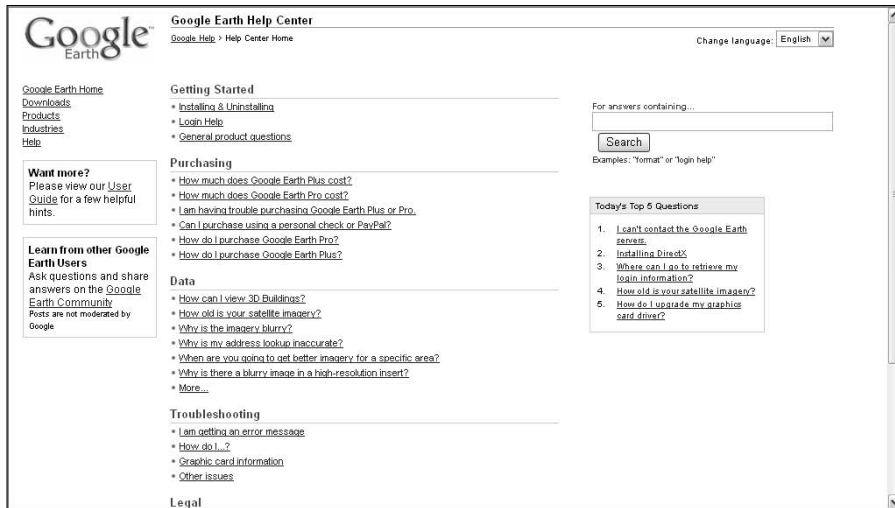 Google
Earth
Google Earth Help Center
Google Help > Help Center Home
Change language: English
Google Earth Home
Downloads
Products
Industries
Help
Want more?
Please view our User
Guide for a few helpful
hints.
Learn from other Google
Earth Users
Ask questions and share
answers on the Google
Earth Community
Posts are not moderated by
Google
Getting Started
Installing & Uninstalling
Login Help
General product questions
Purchasing
How much does Google Earth Plus cost?
How much does Google Earth Pro cost?
I am having trouble purchasing Google Earth Plus or Pro.
Can I purchase using a personal check or PayPal?
How do I purchase Google Earth Pro?
How do I purchase Google Earth Plus?
Data
How can I view 3D Buildings?
How old is your satellite imagery?
Why is the imagery blurry?
Why is my address lookup inaccurate?
When are you going to get better imagery for a specific area?
Why is there a blurry image in a high-resolution insert?
More...
Troubleshooting
I am getting an error message
How do I...?
Graphic card information
Other issues
Legal
For answers containing...
Search
Examples: "format" or "login help"
Today's Top 5 Questions
1. I can't contact the Google Earth
servers.
2. Installing DirectX
3. Where can I go to retrieve my
login information?
4. How old is your satellite imagery?
5. How do I upgrade my graphics
card driver?